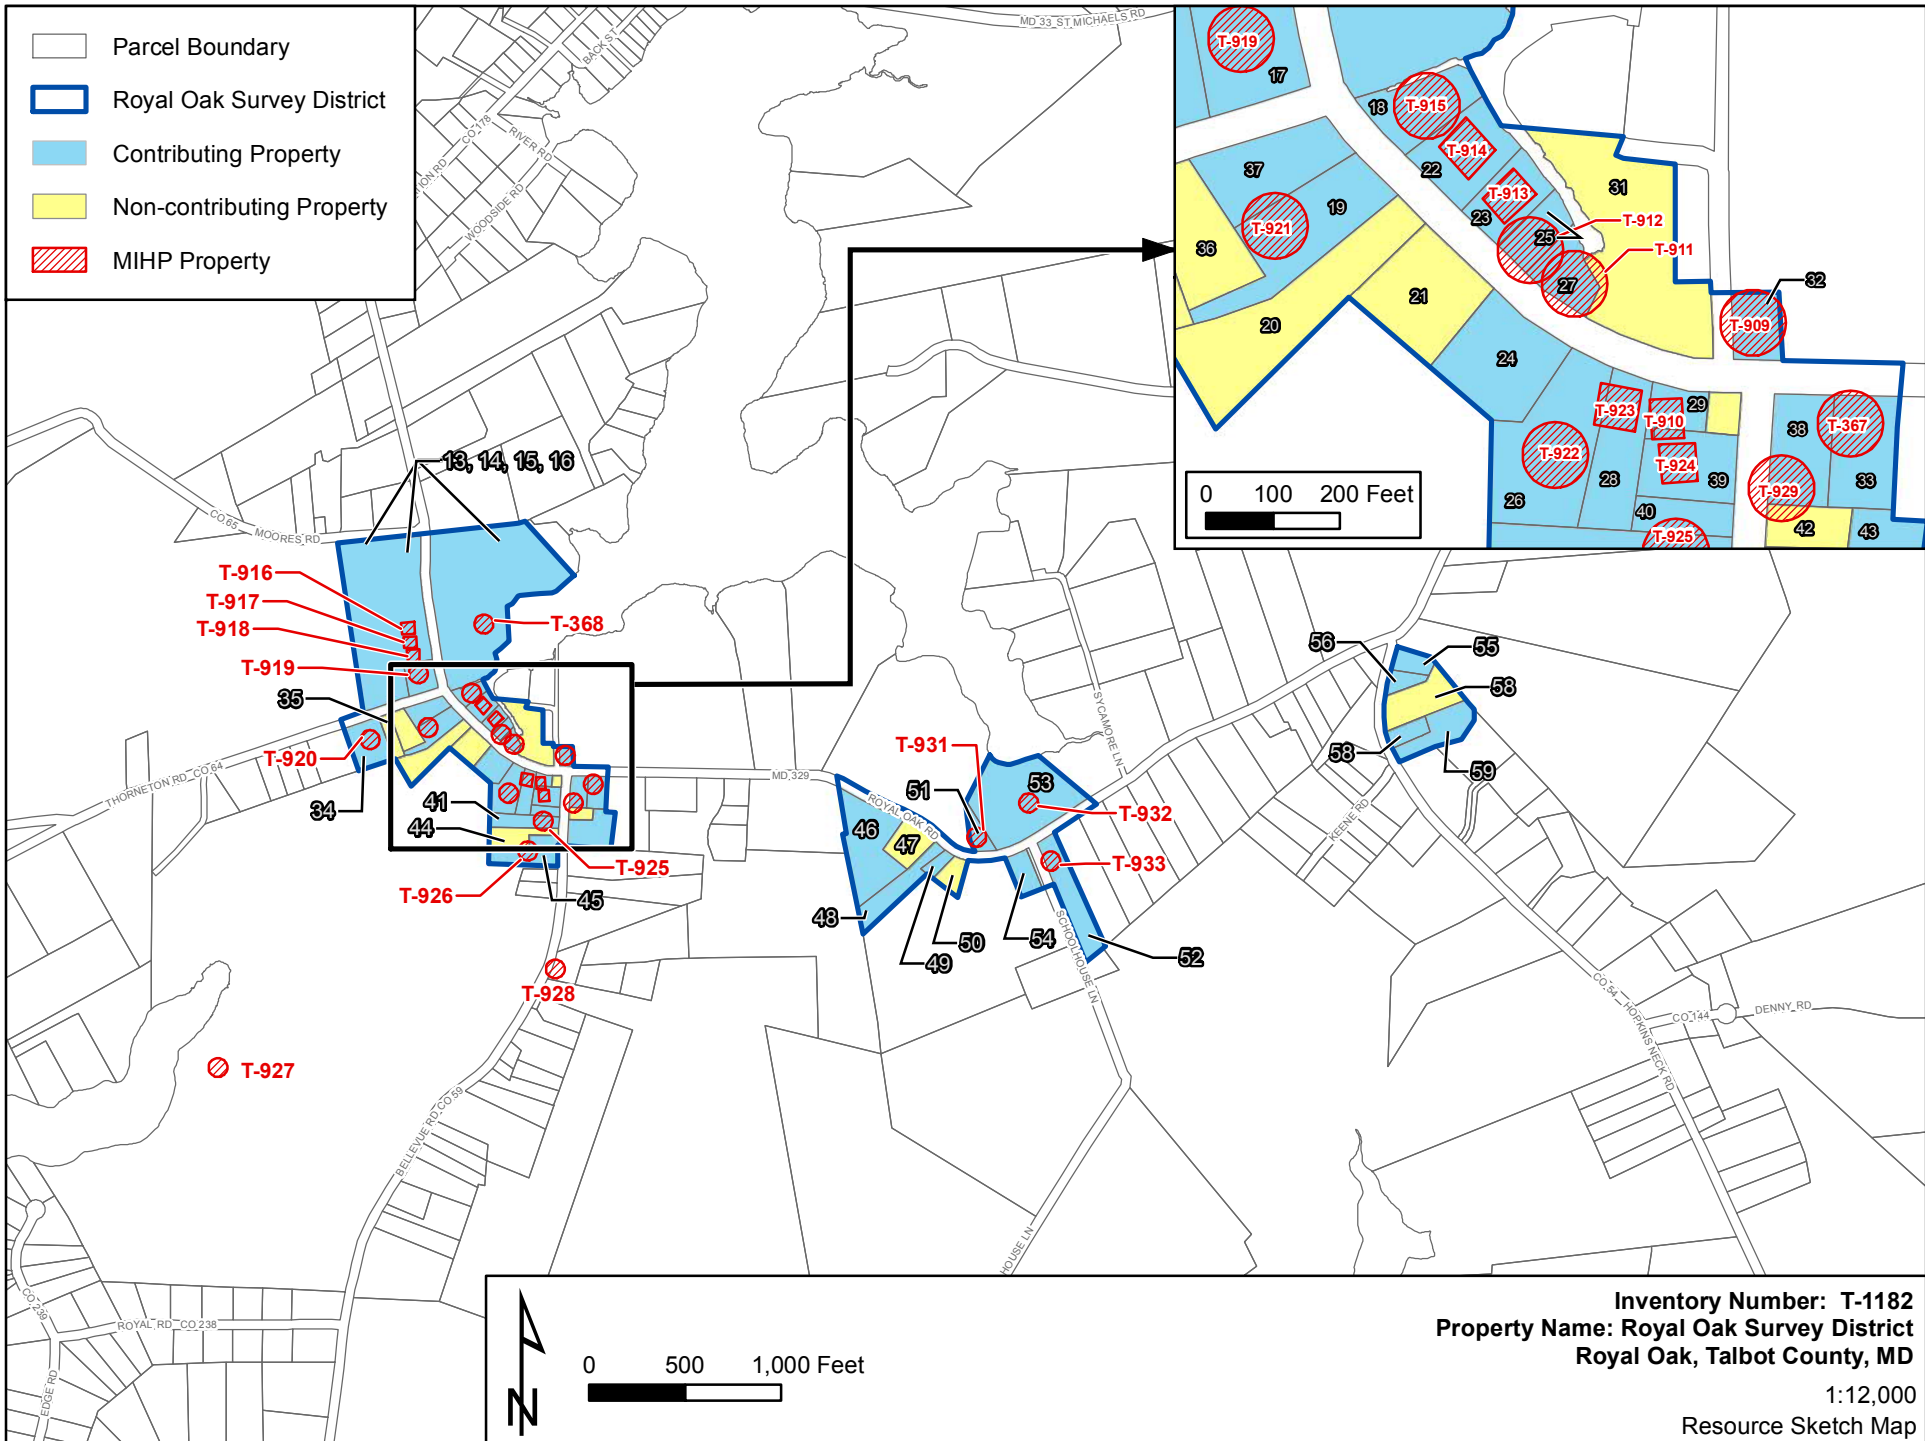 Parcel Boundary
Royal Oak Survey District
Contributing Property
Non-contributing Property
MIHP Property
MD 33 ST MICHAELS RD
BACK ST
CO 178
RIVER RD
WOODSIDE RD
T-919
17
18
T-915
T-914
22
T-913
23
25
T-912
T-911
27
31
32
T-909
37
19
T-921
36
20
21
24
T-923
T-910
29
T-922
28
T-924
39
26
40
T-925
38
T-367
33
T-929
42
43
0 100 200 Feet
13, 14, 15, 16
CO 65
MOORES RD
T-916
T-917
T-918
T-919
T-368
35
T-920
34
THORNETON RD CO 64
41
44
T-925
T-926
45
T-928
T-927
BELLEVUE RD CO 59
MD 329
ROYAL OAK RD
46
47
48
49
50
51
T-931
53
T-932
T-933
54
52
SCHOOLHOUSE LN
SYCAMORE LN
KEENE RD
56
55
58
58
59
CO 54
HOPKINS NECK RD
CO 144
DENNY RD
HOUSE LN
CO 239
ROYAL RD CO 238
EDGE RD
N
0 500 1,000 Feet
Inventory Number: T-1182
Property Name: Royal Oak Survey District
Royal Oak, Talbot County, MD
1:12,000
Resource Sketch Map